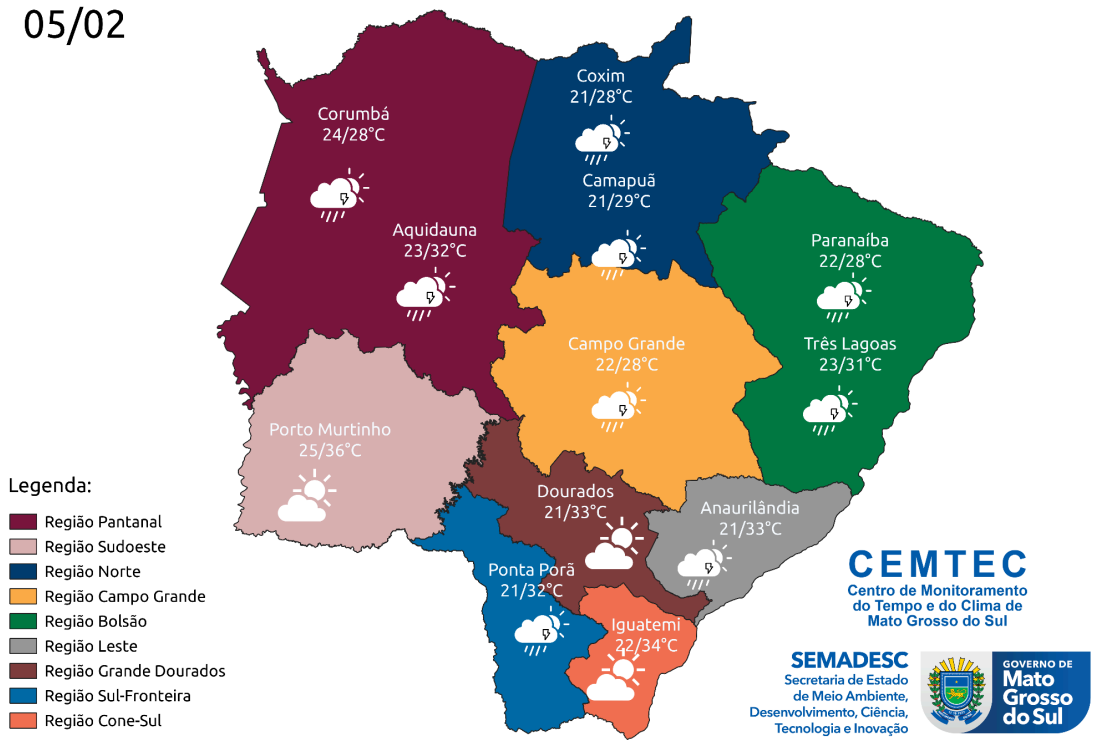 05/02
Coxim
21/28°C
Corumbá
24/28°C
Camapuã
21/29°C
Aquidauna
23/32°C
Paranaíba
22/28°C
Campo Grande
22/28°C
Três Lagoas
23/31°C
Porto Murtinho
25/36°C
Dourados
21/33°C
Anaurilândia
21/33°C
Ponta Porã
21/32°C
Iguatemi
22/34°C
Legenda:
Região Pantanal
Região Sudoeste
Região Norte
Região Campo Grande
Região Bolsão
Região Leste
Região Grande Dourados
Região Sul-Fronteira
Região Cone-Sul
CEMTEC
Centro de Monitoramento
do Tempo e do Clima de
Mato Grosso do Sul
SEMADESC
Secretaria de Estado
de Meio Ambiente,
Desenvolvimento, Ciência,
Tecnologia e Inovação
GOVERNO DE
Mato
Grosso
do Sul